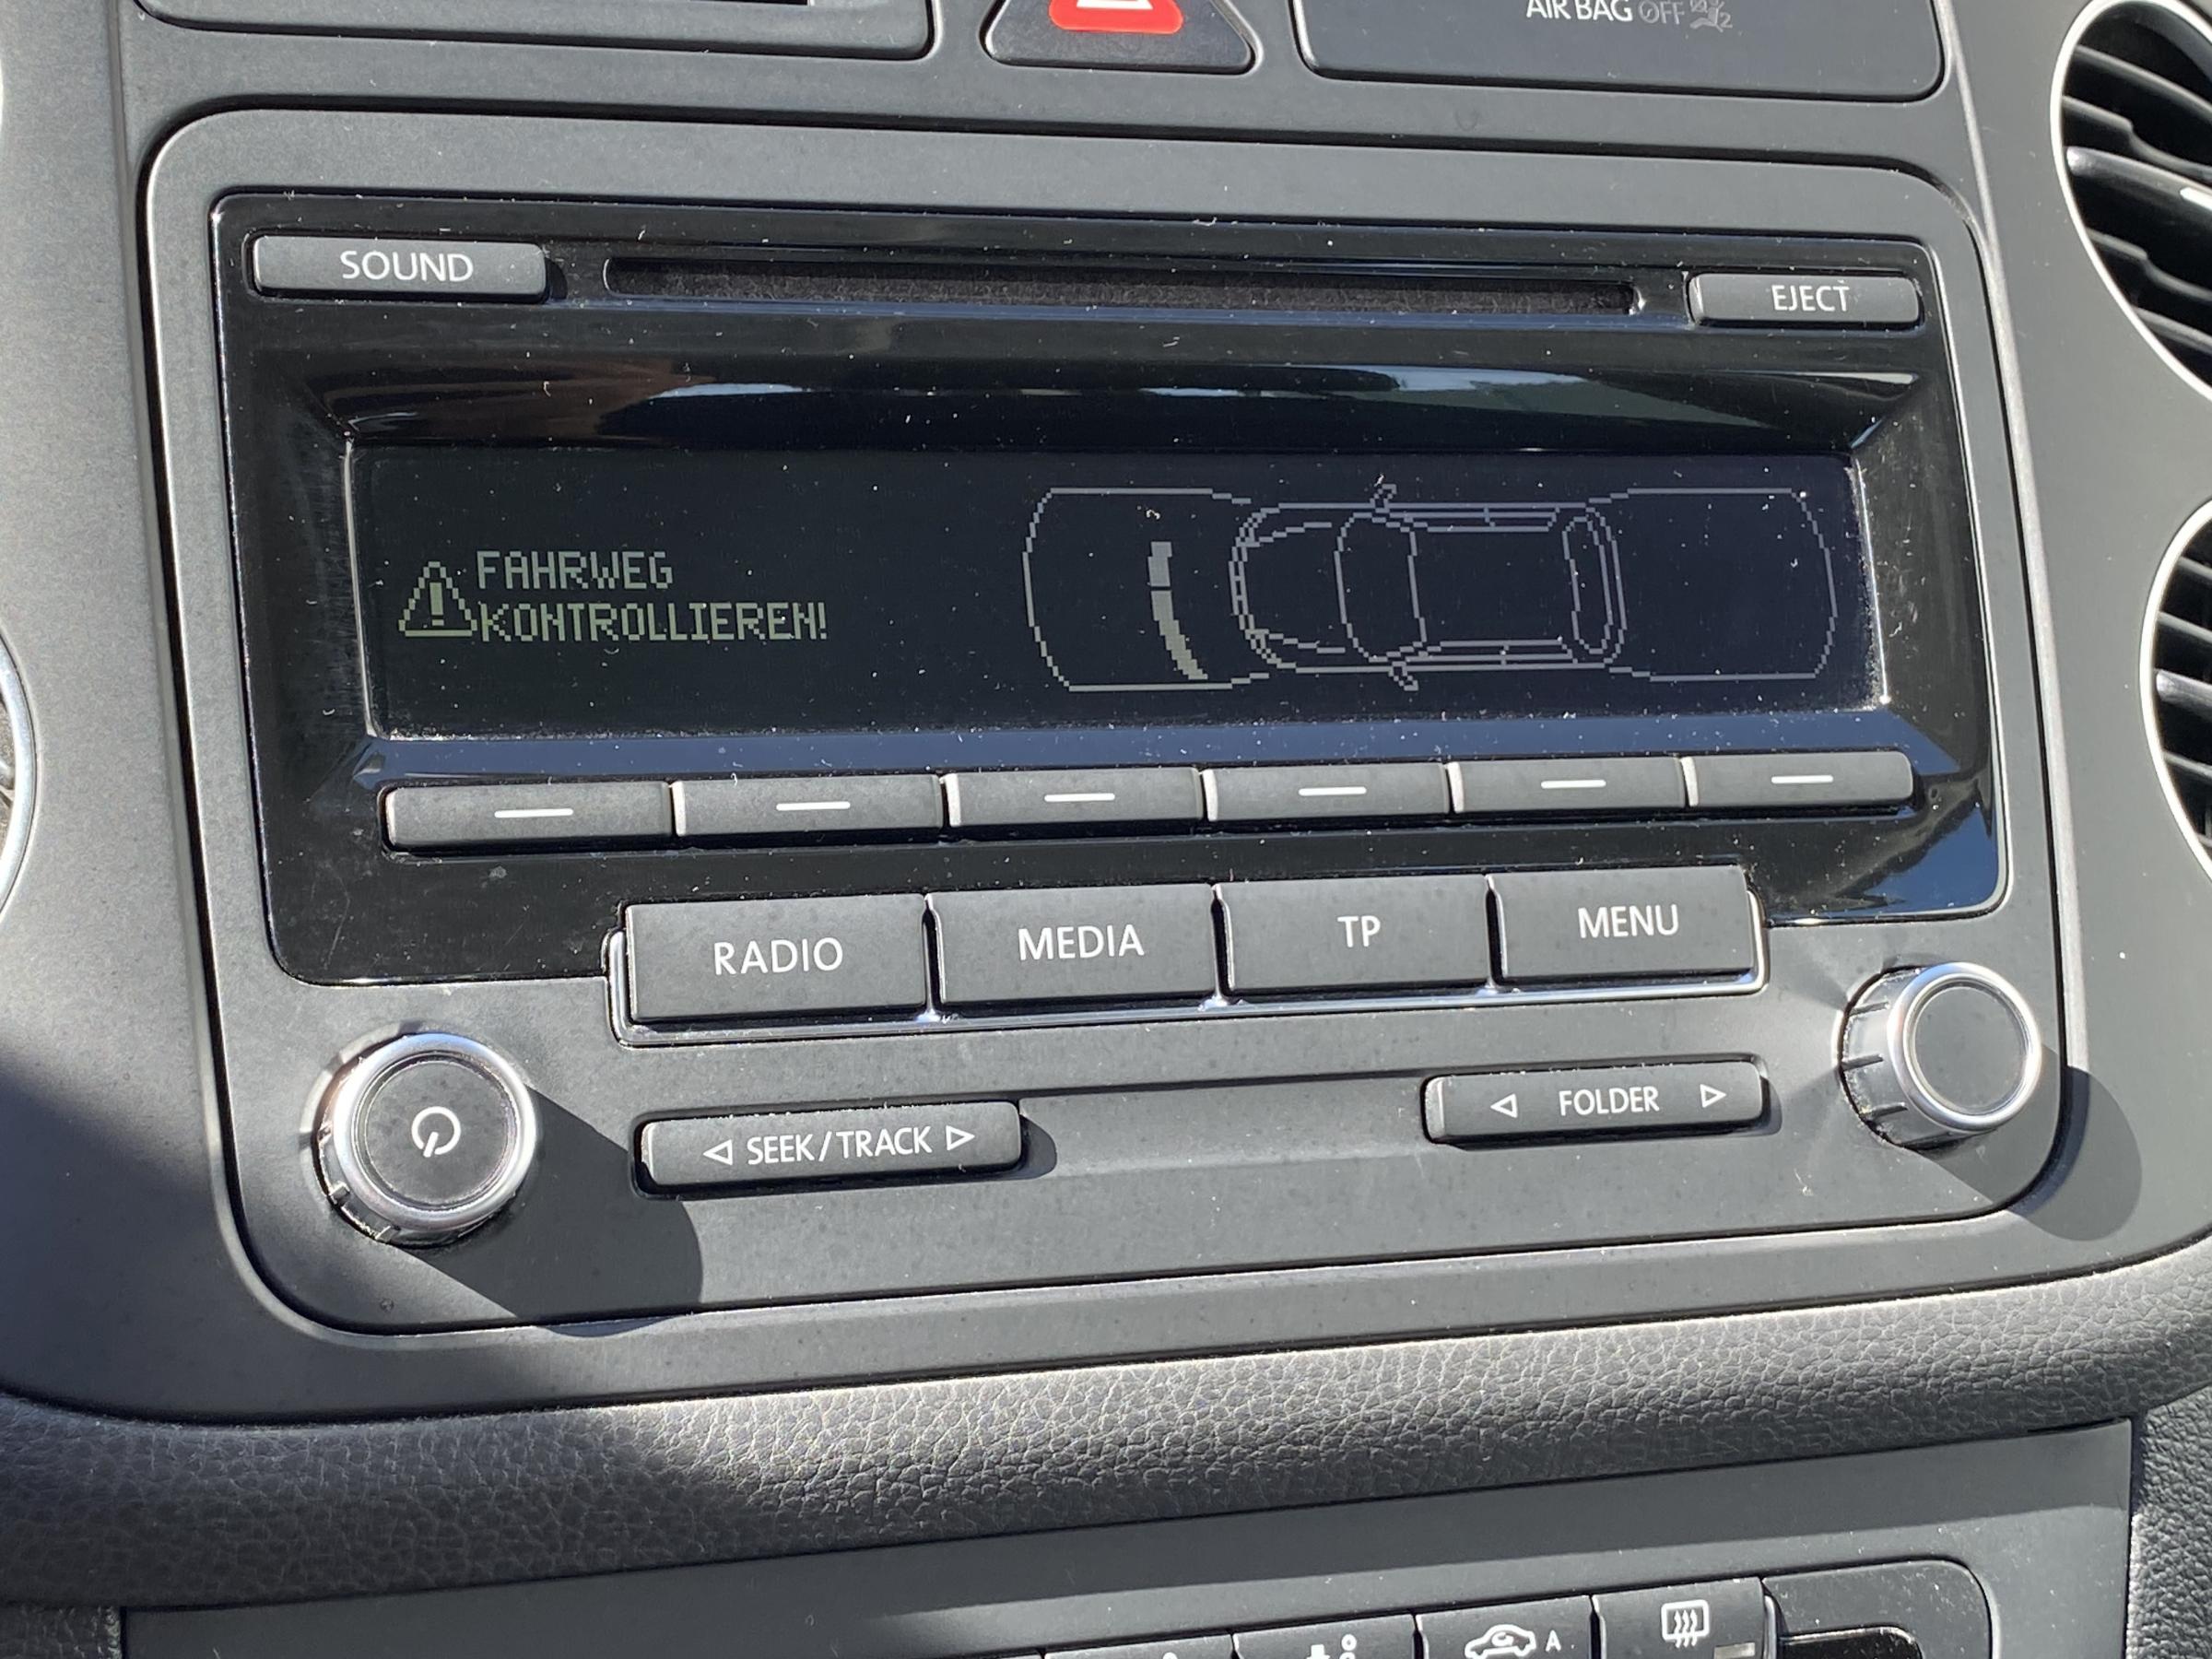 AIR BAG OFF
SOUND
EJECT
FAHRWEG
KONTROLLIEREN!
RADIO
MEDIA
TP
MENU
SEEK/TRACK
FOLDER
A